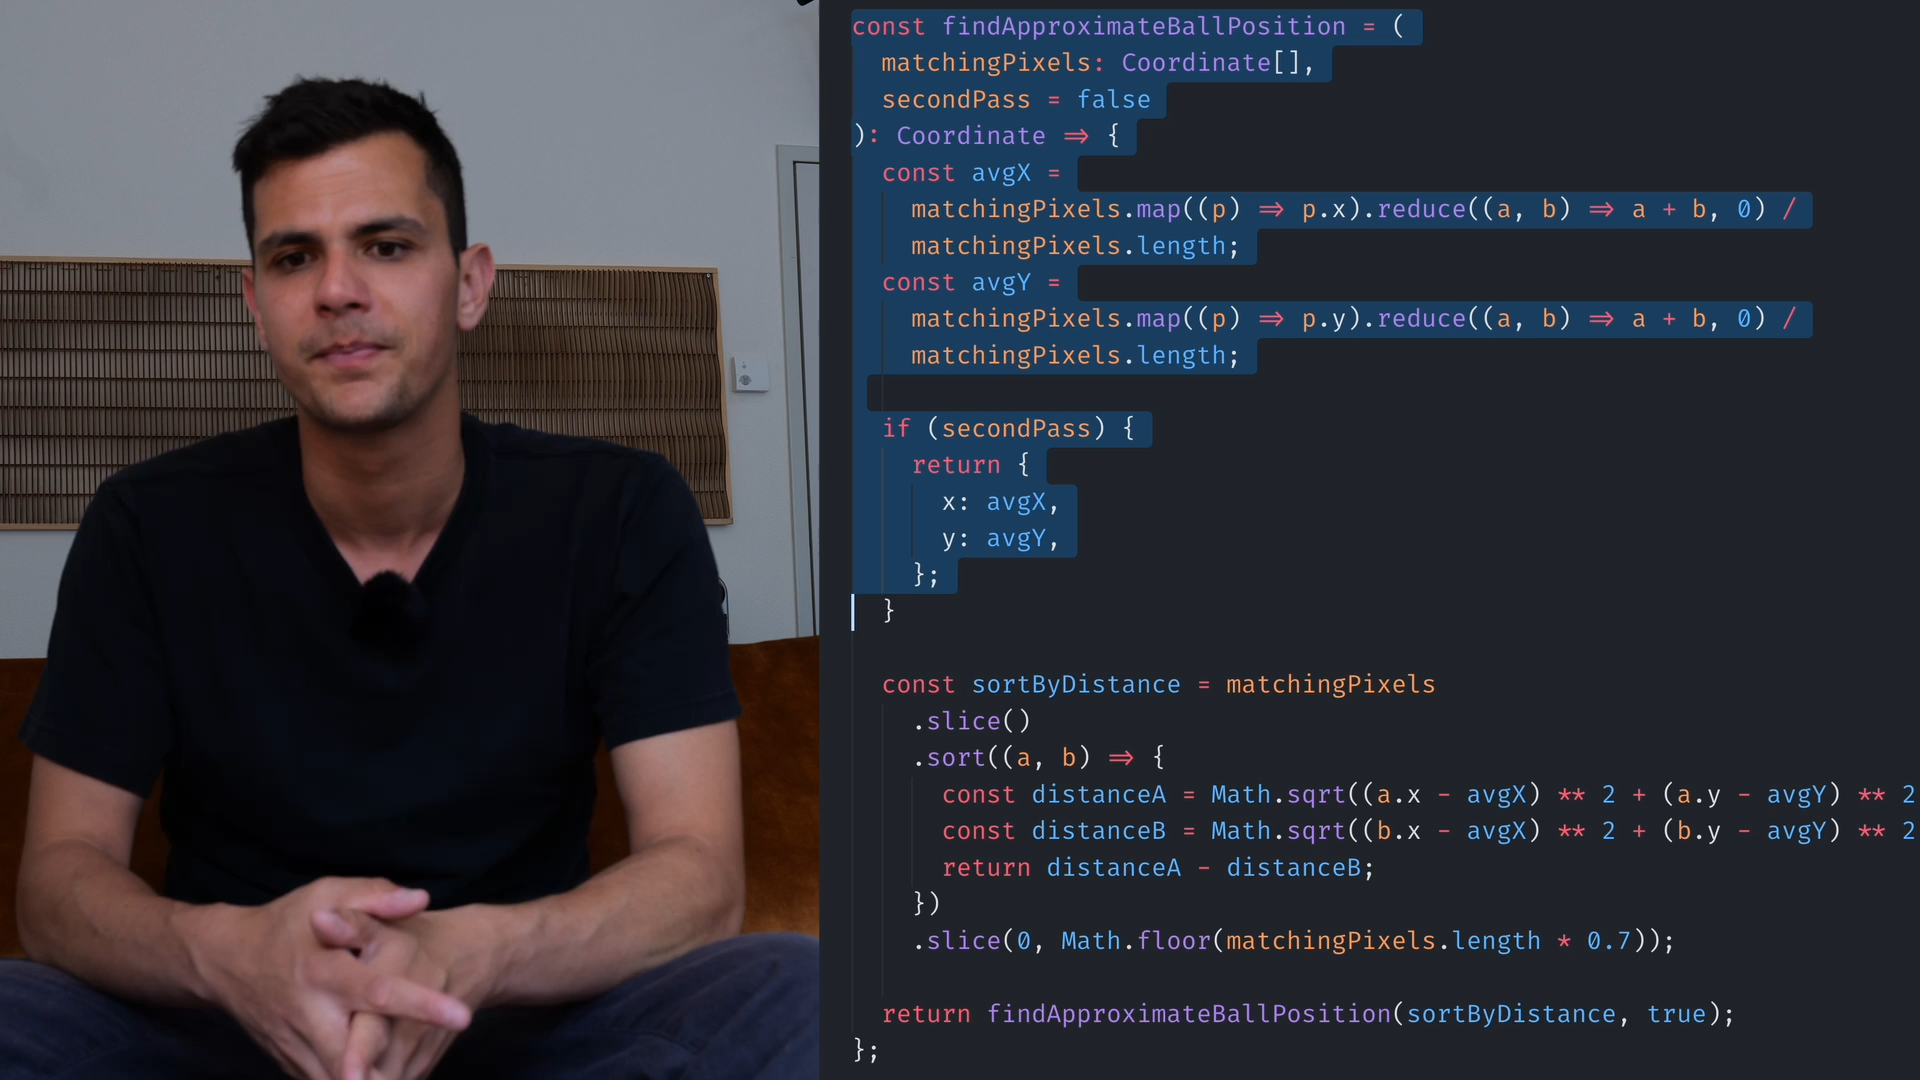 const findApproximateBallPosition = (
  matchingPixels: Coordinate[],
  secondPass = false
): Coordinate => {
  const avgX =
    matchingPixels.map((p) => p.x).reduce((a, b) => a + b, 0) /
    matchingPixels.length;
  const avgY =
    matchingPixels.map((p) => p.y).reduce((a, b) => a + b, 0) /
    matchingPixels.length;

  if (secondPass) {
    return {
      x: avgX,
      y: avgY,
    };
  }

  const sortByDistance = matchingPixels
    .slice()
    .sort((a, b) => {
      const distanceA = Math.sqrt((a.x - avgX) ** 2 + (a.y - avgY) ** 2
      const distanceB = Math.sqrt((b.x - avgX) ** 2 + (b.y - avgY) ** 2
      return distanceA - distanceB;
    })
    .slice(0, Math.floor(matchingPixels.length * 0.7));

  return findApproximateBallPosition(sortByDistance, true);
};